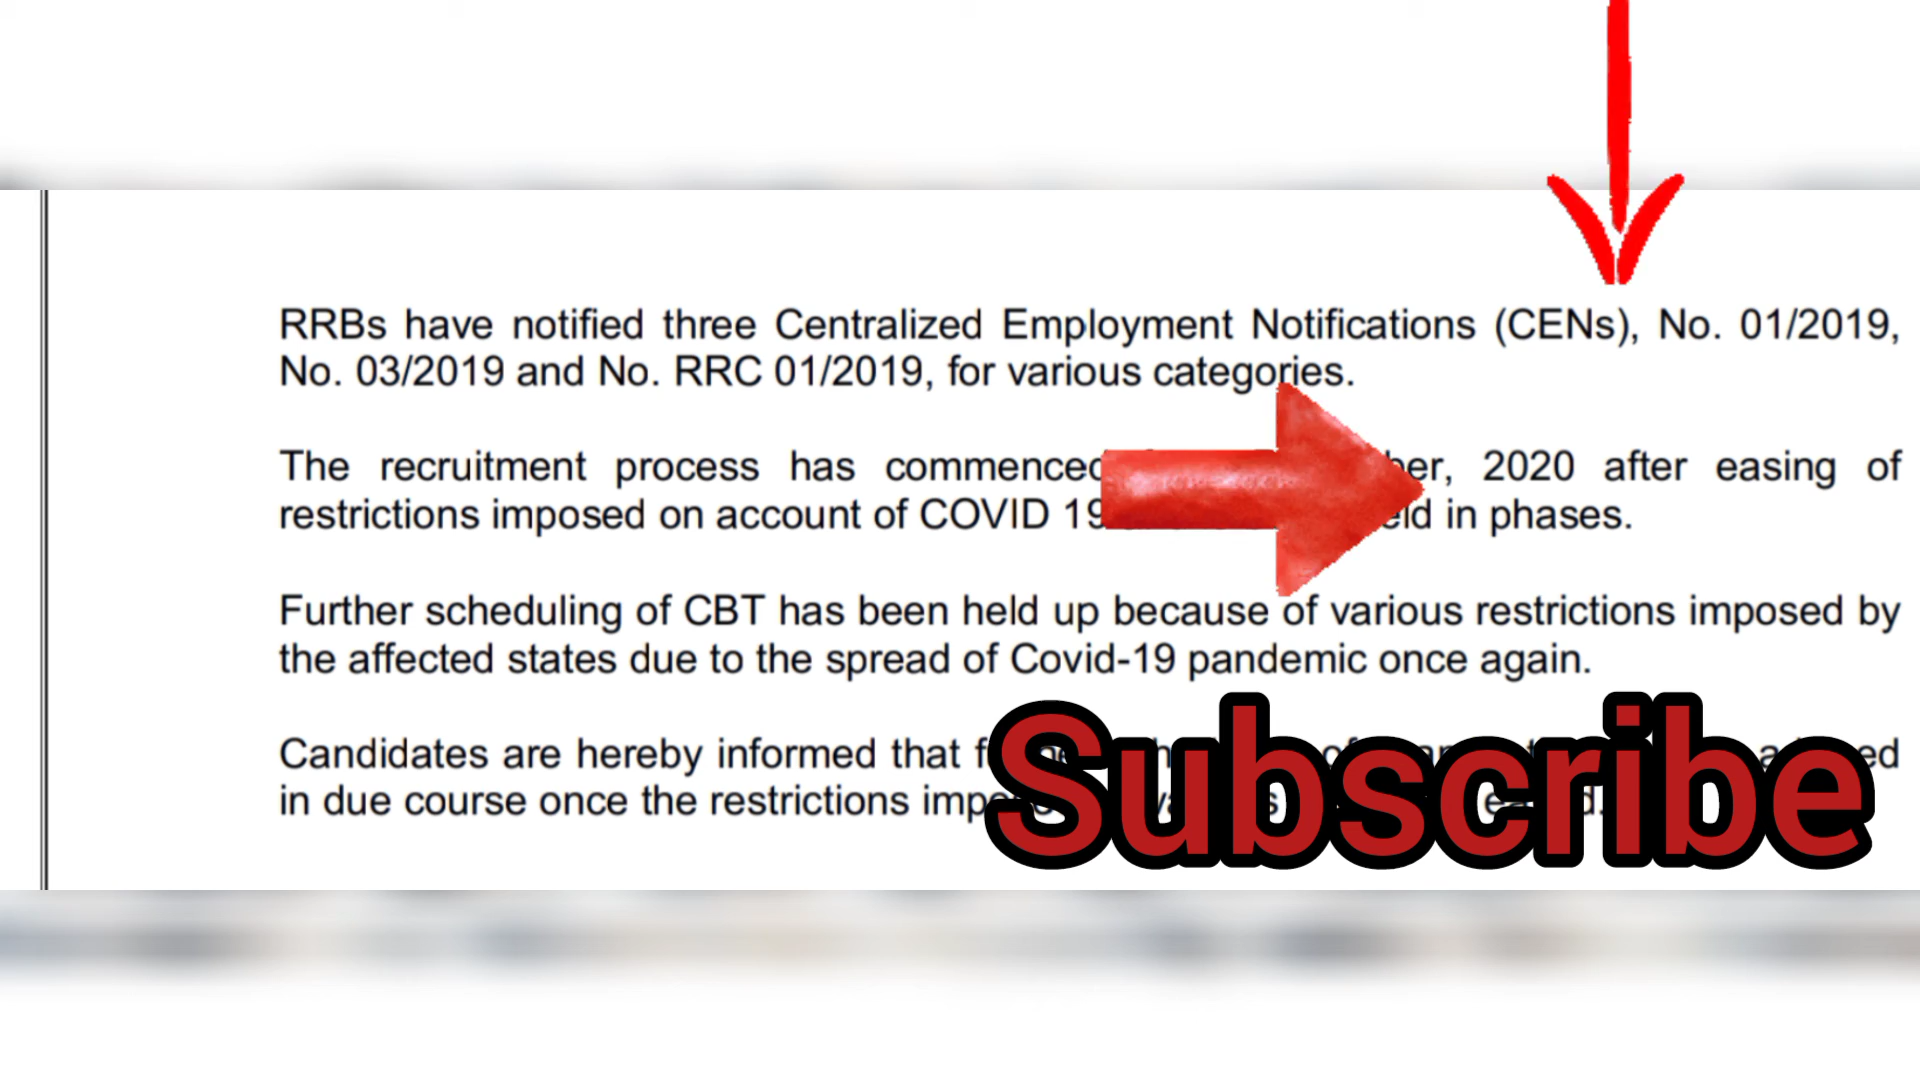 RRBs have notified three Centralized Employment Notifications (CENs), No. 01/2019,
No. 03/2019 and No. RRC 01/2019, for various categories.
The recruitment process has commenced 2020 after easing of
restrictions imposed on account of COVID 19 in phases.
Further scheduling of CBT has been held up because of various restrictions imposed by
the affected states due to the spread of Covid-19 pandemic once again.
Candidates are hereby informed that
in due course once the restrictions
Subscribe